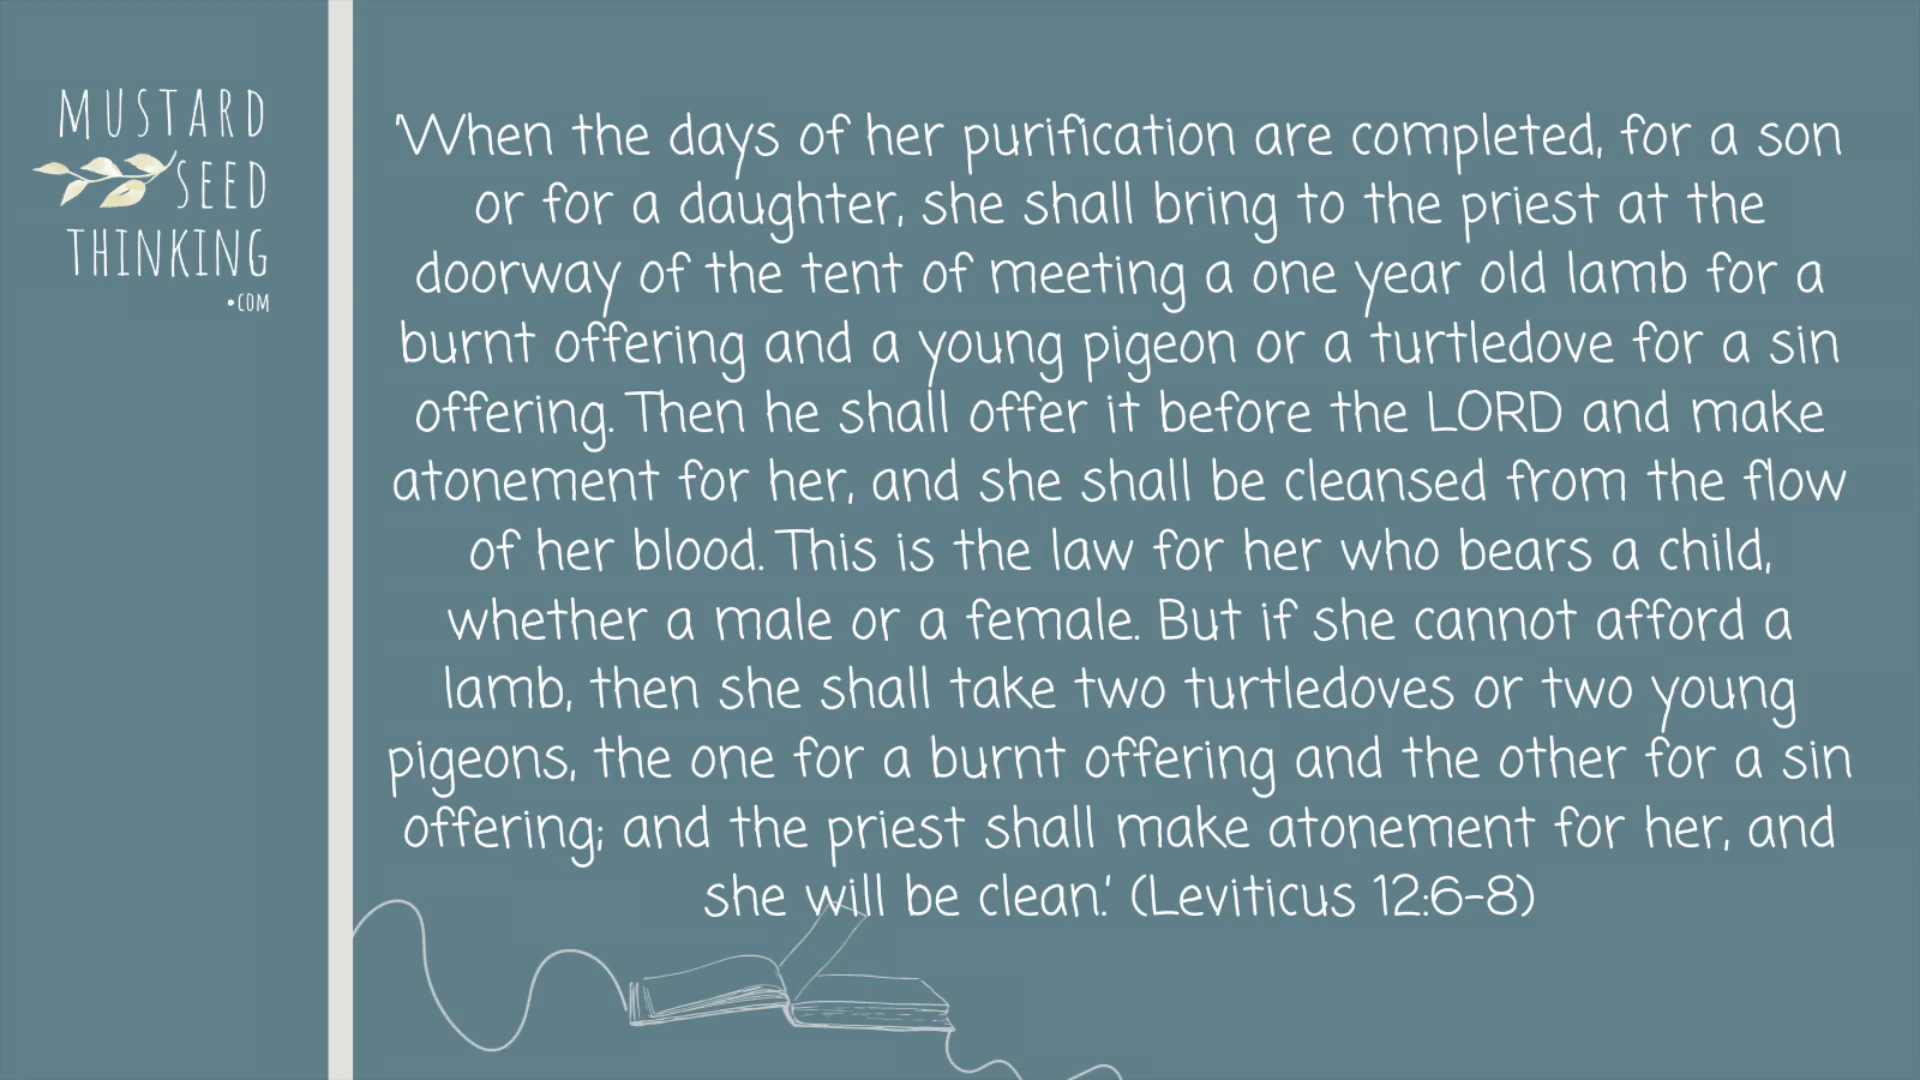 MUSTARD
SEED
THINKING
•COM
'When the days of her purification are completed, for a son
or for a daughter, she shall bring to the priest at the
doorway of the tent of meeting a one year old lamb for a
burnt offering and a young pigeon or a turtledove for a sin
offering. Then he shall offer it before the LORD and make
atonement for her, and she shall be cleansed from the flow
of her blood. This is the law for her who bears a child,
whether a male or a female. But if she cannot afford a
lamb, then she shall take two turtledoves or two young
pigeons, the one for a burnt offering and the other for a sin
offering; and the priest shall make atonement for her, and
she will be clean.' (Leviticus 12:6-8)